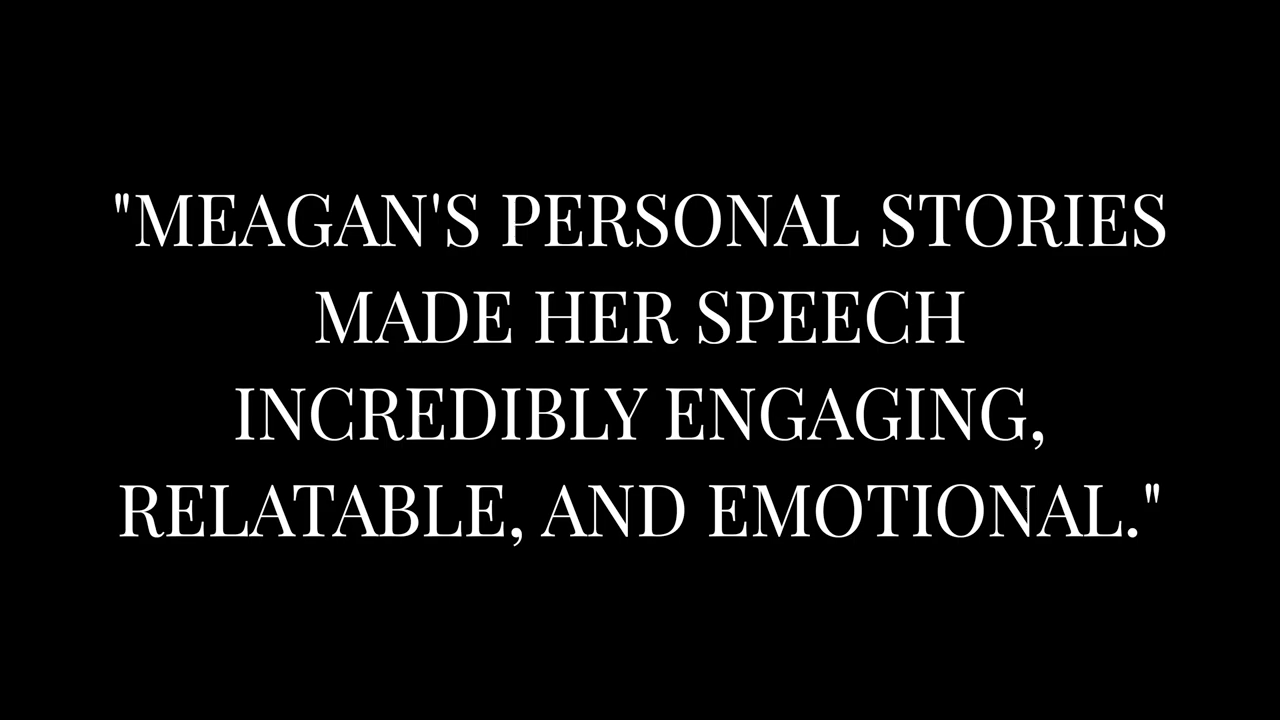 "MEAGAN'S PERSONAL STORIES
MADE HER SPEECH
INCREDIBLY ENGAGING,
RELATABLE, AND EMOTIONAL."